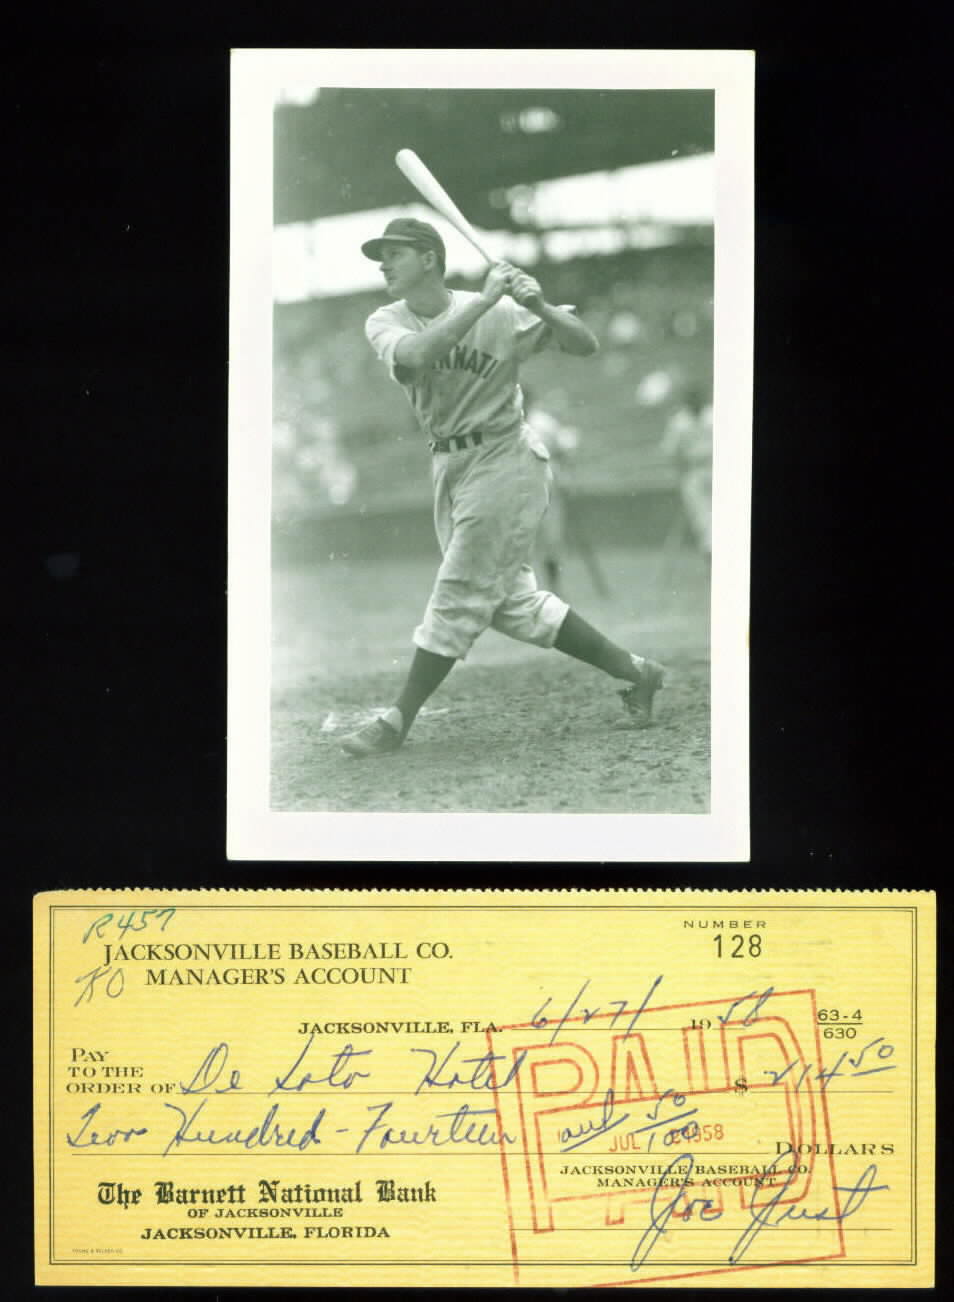 NNATI
R457
JACKSONVILLE BASEBALL CO.
KO MANAGER'S ACCOUNT
NUMBER
128
JACKSONVILLE, FLA. 6/27/ 1958
63-4
630
PAY
TO THE
ORDER OF De Soto Hotel $ 214 50
Two Hundred - Fourteen and 50/100 DOLLARS
PAID
JUL 1958
JACKSONVILLE BASEBALL CO.
MANAGER'S ACCOUNT
The Barnett National Bank
OF JACKSONVILLE
JACKSONVILLE, FLORIDA
Joe Just